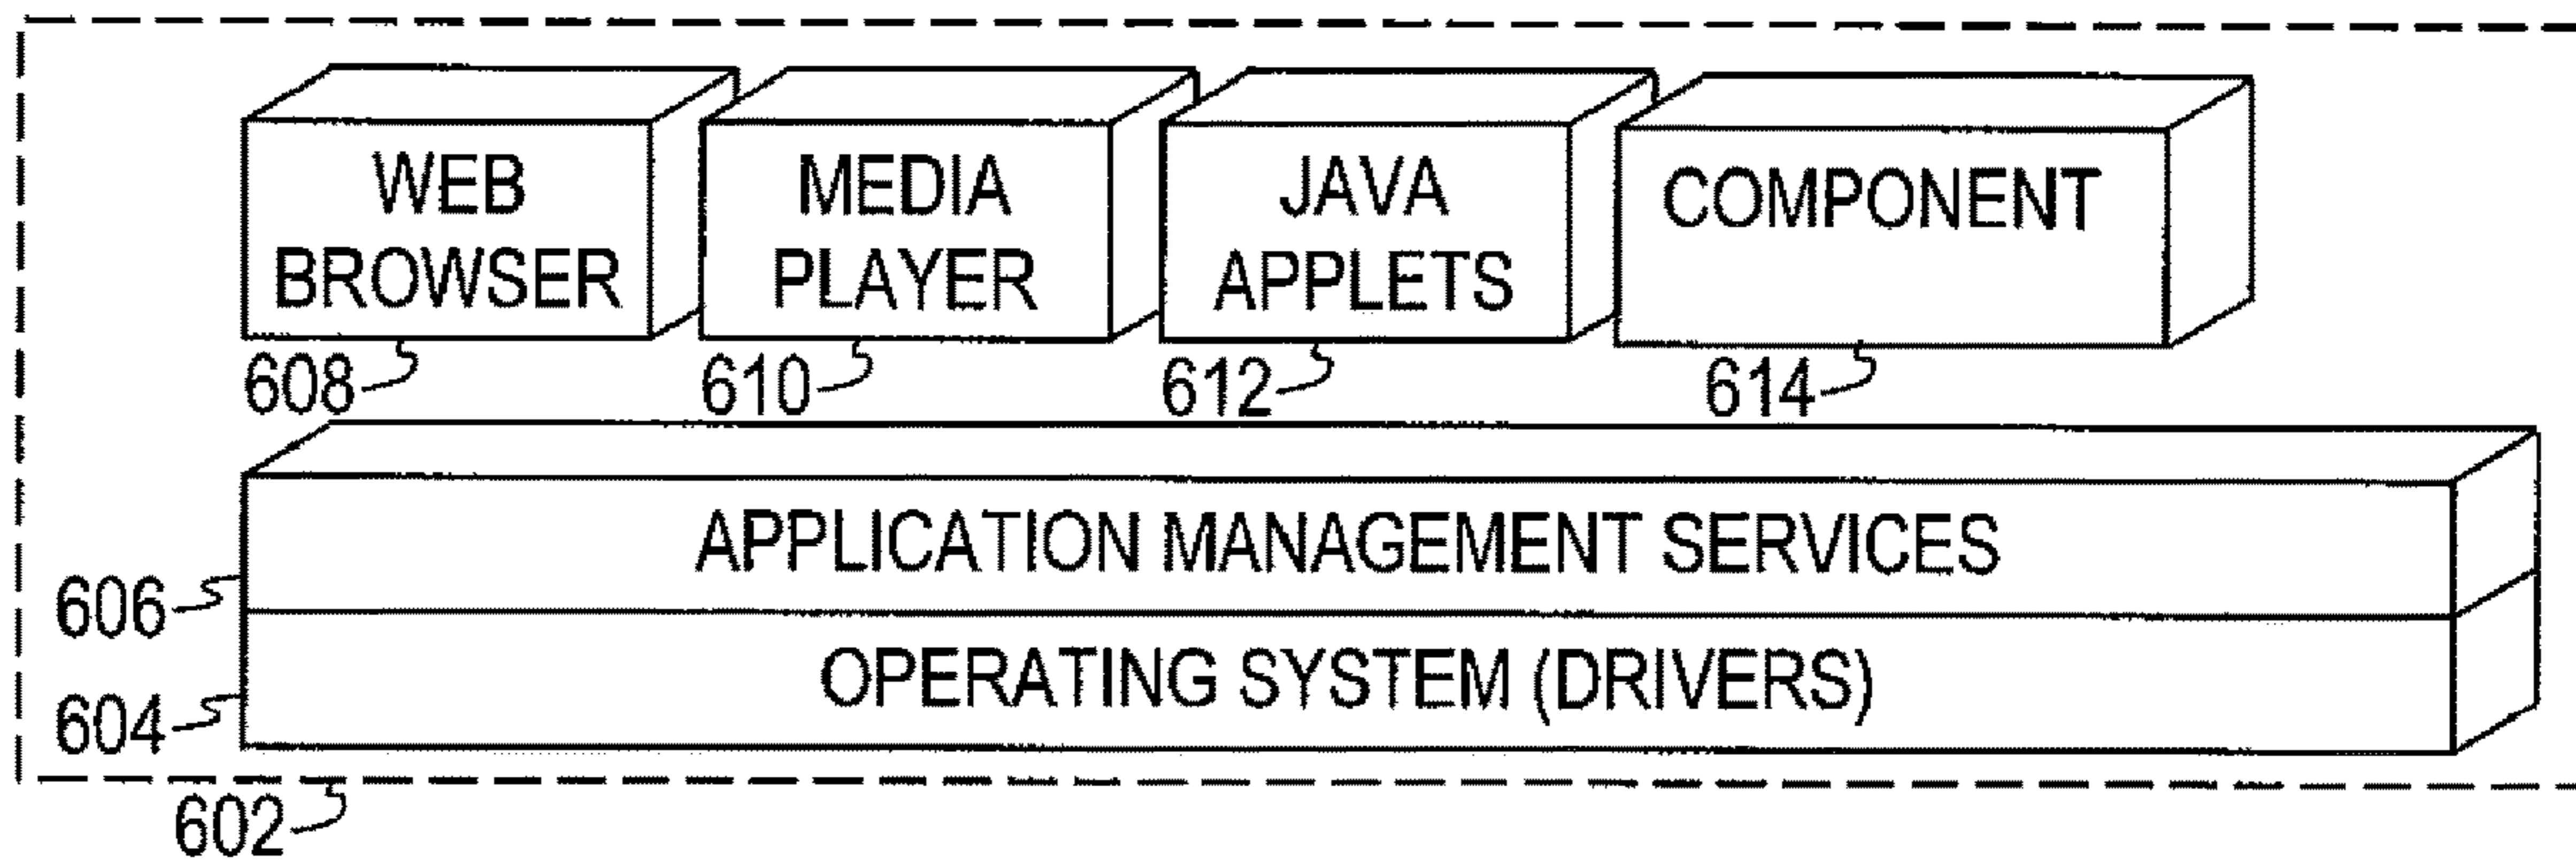 WEB
BROWSER
608
MEDIA
PLAYER
610
JAVA
APPLETS
612
COMPONENT
614
APPLICATION MANAGEMENT SERVICES
606
OPERATING SYSTEM (DRIVERS)
604
602